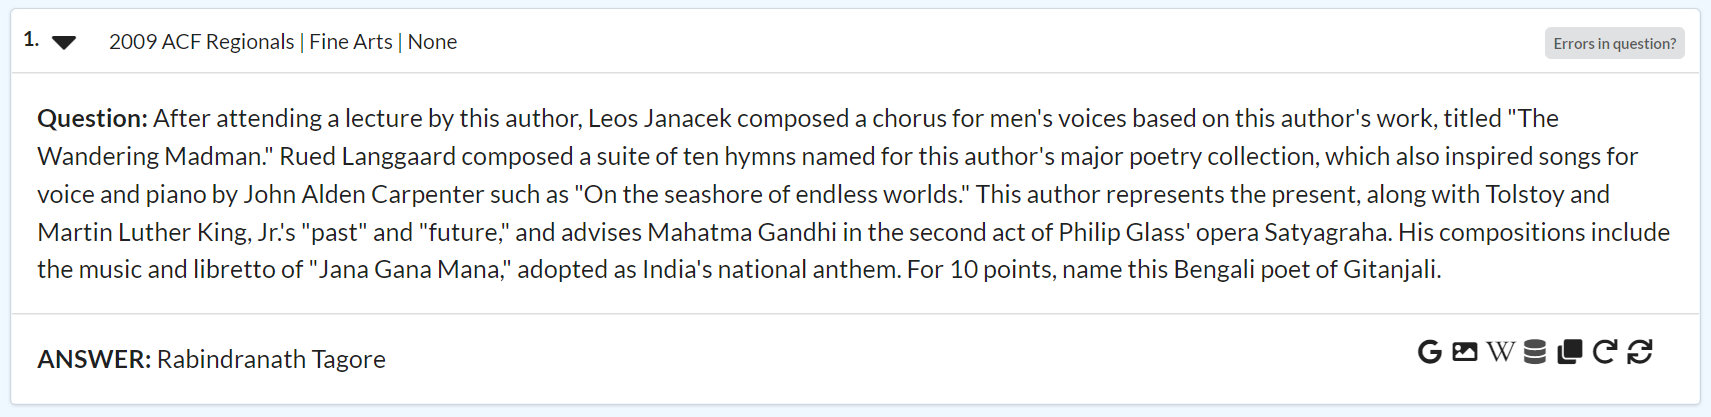 1. 2009 ACF Regionals | Fine Arts | None Errors in question?
Question: After attending a lecture by this author, Leos Janacek composed a chorus for men's voices based on this author's work, titled "The
Wandering Madman." Rued Langgaard composed a suite of ten hymns named for this author's major poetry collection, which also inspired songs for
voice and piano by John Alden Carpenter such as "On the seashore of endless worlds." This author represents the present, along with Tolstoy and
Martin Luther King, Jr.'s "past" and "future," and advises Mahatma Gandhi in the second act of Philip Glass' opera Satyagraha. His compositions include
the music and libretto of "Jana Gana Mana," adopted as India's national anthem. For 10 points, name this Bengali poet of Gitanjali.
ANSWER: Rabindranath Tagore